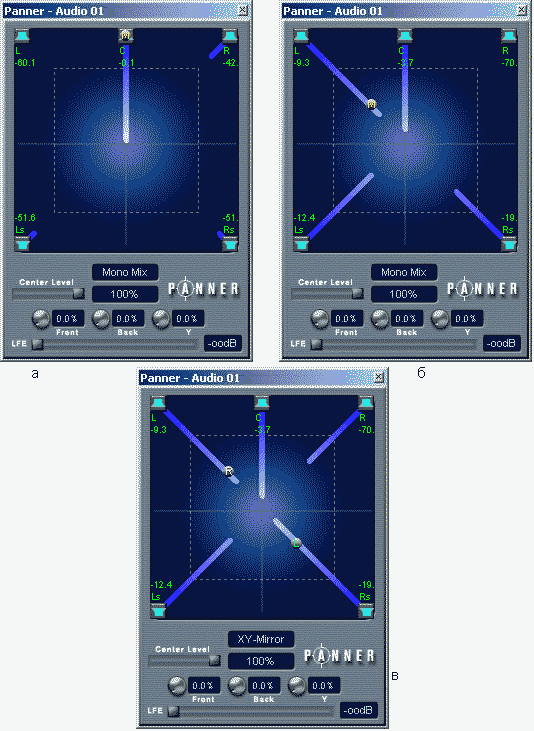 Panner - Audio 01
L
C
R
-60.1
-0.1
-42.
-51.6
-51.
Ls
Rs
Mono Mix
Center Level
100%
PANNER
0.0%
0.0%
0.0%
Front
Back
Y
LFE
-oodB
а
Panner - Audio 01
L
C
R
-9.3
-3.7
-70.
-12.4
-19.
Ls
Rs
Mono Mix
Center Level
100%
PANNER
0.0%
0.0%
0.0%
Front
Back
Y
LFE
-oodB
б
Panner - Audio 01
L
C
R
-9.3
-3.7
-70.
R
-12.4
-19.
Ls
Rs
XY-Mirror
Center Level
100%
PANNER
0.0%
0.0%
0.0%
Front
Back
Y
LFE
-oodB
в